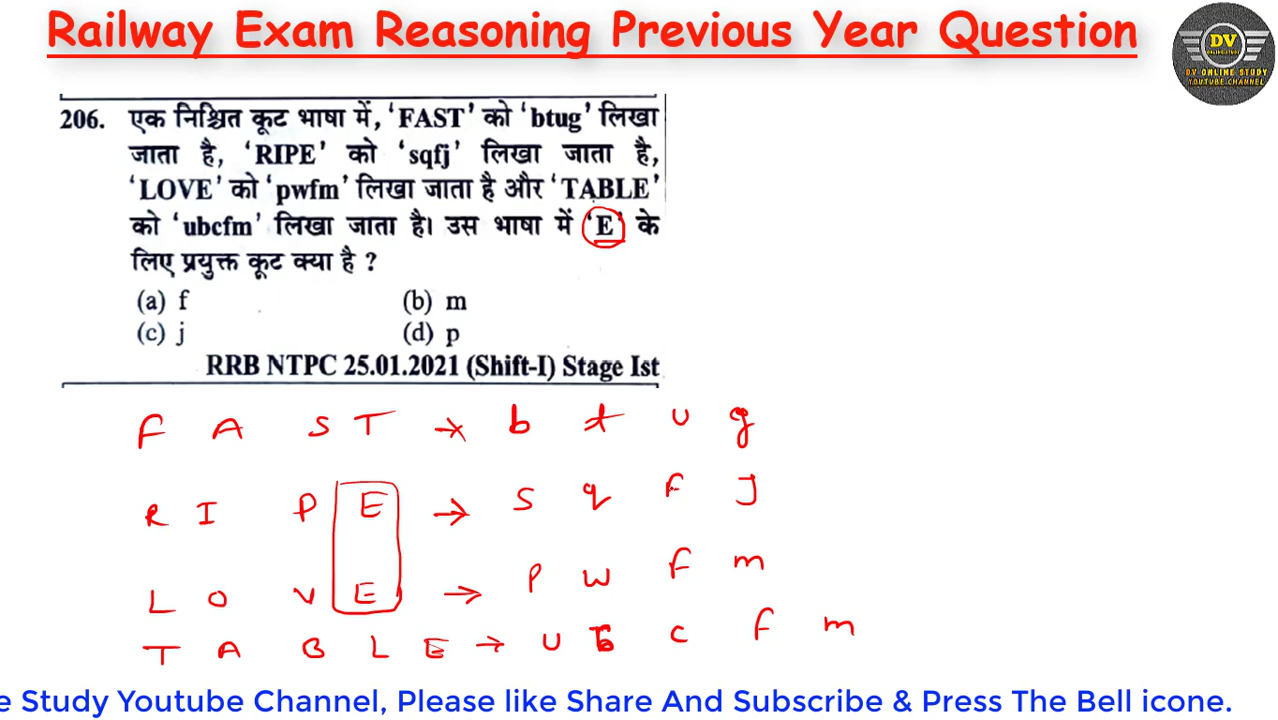 Railway Exam Reasoning Previous Year Question
DV
ONLINE STUDY
DV ONLINE STUDY
YOUTUBE CHANNEL
206. एक निश्चित कूट भाषा में, ‘FAST’ को ‘btug’ लिखा
जाता है, ‘RIPE’ को ‘sqfj’ लिखा जाता है,
‘LOVE’ को ‘pwfm’ लिखा जाता है और ‘TABLE’
को ‘ubcfm’ लिखा जाता है। उस भाषा में ‘E’ के
लिए प्रयुक्त कूट क्या है ?
(a) f (b) m
(c) j (d) p
RRB NTPC 25.01.2021 (Shift-I) Stage Ist
F A S T → b t u g
R I P E → s q f J
L O V E → P w f m
T A B L E → U b c f m
e Study Youtube Channel, Please like Share And Subscribe & Press The Bell icone.